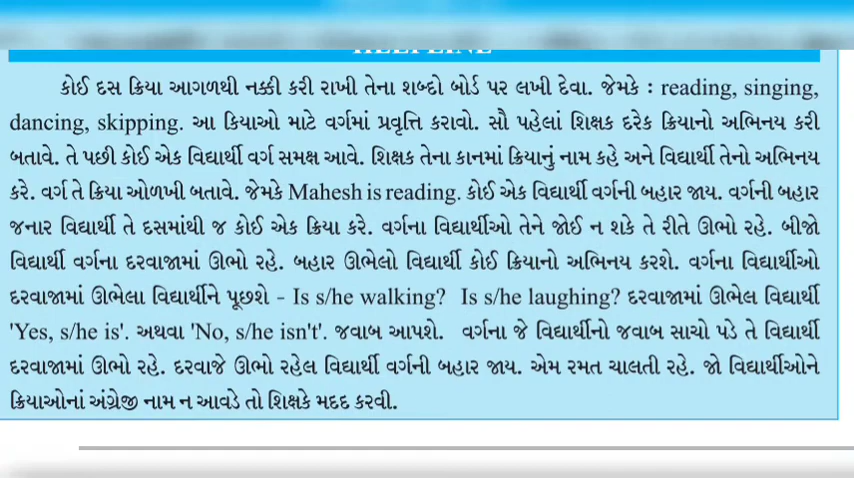 HELPLINE
કોઈ દસ ક્રિયા આગળથી નક્કી કરી રાખી તેના શબ્દો બોર્ડ પર લખી દેવા. જેમકે : reading, singing,
dancing, skipping. આ કિયાઓ માટે વર્ગમાં પ્રવૃત્તિ કરાવો. સૌ પહેલાં શિક્ષક દરેક ક્રિયાનો અભિનય કરી
બતાવે. તે પછી કોઈ એક વિદ્યાર્થી વર્ગ સમક્ષ આવે. શિક્ષક તેના કાનમાં ક્રિયાનું નામ કહે અને વિદ્યાર્થી તેનો અભિનય
કરે. વર્ગ તે ક્રિયા ઓળખી બતાવે. જેમકે Mahesh is reading. કોઈ એક વિદ્યાર્થી વર્ગની બહાર જાય. વર્ગની બહાર
જનાર વિદ્યાર્થી તે દસમાંથી જ કોઈ એક ક્રિયા કરે. વર્ગના વિદ્યાર્થીઓ તેને જોઈ ન શકે તે રીતે ઊભો રહે. બીજો
વિદ્યાર્થી વર્ગના દરવાજામાં ઊભો રહે. બહાર ઊભેલો વિદ્યાર્થી કોઈ ક્રિયાનો અભિનય કરશે. વર્ગના વિદ્યાર્થીઓ
દરવાજામાં ઊભેલા વિદ્યાર્થીને પૂછશે - Is s/he walking? Is s/he laughing? દરવાજામાં ઊભેલ વિદ્યાર્થી
'Yes, s/he is'. અથવા 'No, s/he isn't'. જવાબ આપશે. વર્ગના જે વિદ્યાર્થીનો જવાબ સાચો પડે તે વિદ્યાર્થી
દરવાજામાં ઊભો રહે. દરવાજે ઊભો રહેલ વિદ્યાર્થી વર્ગની બહાર જાય. એમ રમત ચાલતી રહે. જો વિદ્યાર્થીઓને
ક્રિયાઓનાં અંગ્રેજી નામ ન આવડે તો શિક્ષકે મદદ કરવી.